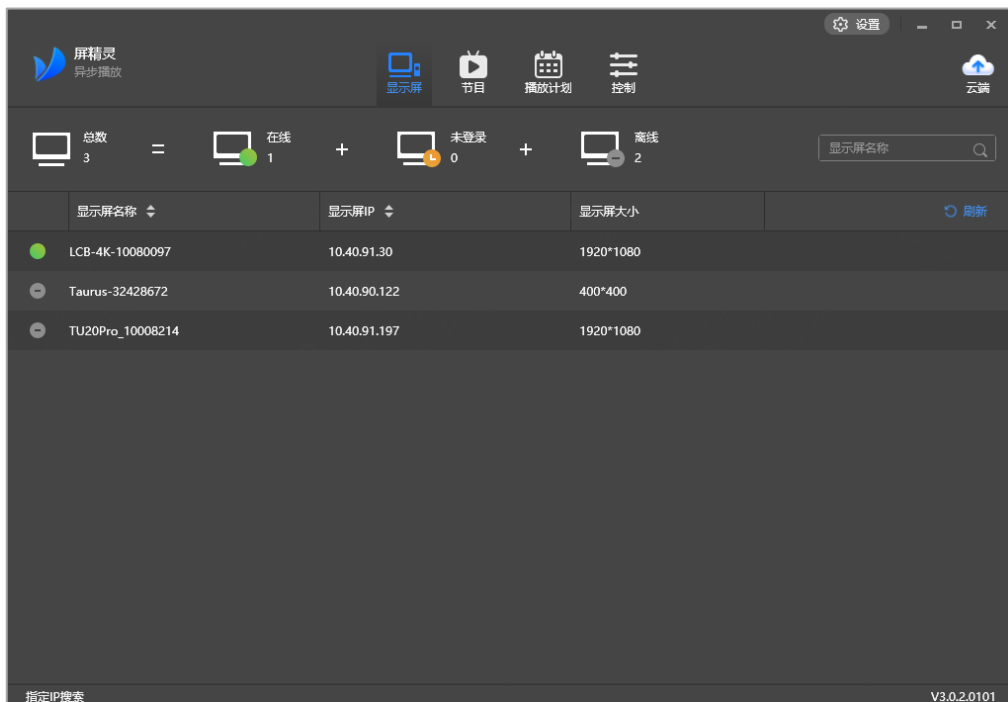 设置
屏精灵
异步播放
显示屏
节目
播放计划
控制
云端
总数
3
=
在线
1
+
未登录
0
+
离线
2
显示屏名称
显示屏名称 显示屏IP 显示屏大小 刷新
LCB-4K-10080097 10.40.91.30 1920*1080
Taurus-32428672 10.40.90.122 400*400
TU20Pro_10008214 10.40.91.197 1920*1080
指定IP搜索 V3.0.2.0101